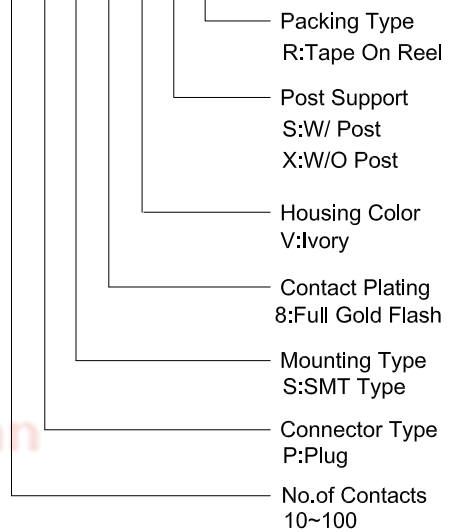 Packing Type
R:Tape On Reel
Post Support
S:W/ Post
X:W/O Post
Housing Color
V:Ivory
Contact Plating
8:Full Gold Flash
Mounting Type
S:SMT Type
Connector Type
P:Plug
No.of Contacts
10~100